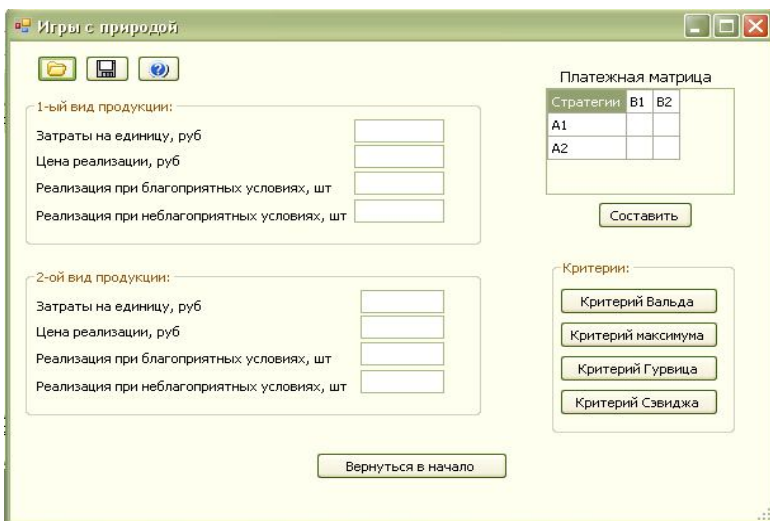 Игры с природой
Платежная матрица
Стратегии B1 B2
A1
A2
Составить
1-ый вид продукции:
Затраты на единицу, руб
Цена реализации, руб
Реализация при благоприятных условиях, шт
Реализация при неблагоприятных условиях, шт
2-ой вид продукции:
Затраты на единицу, руб
Цена реализации, руб
Реализация при благоприятных условиях, шт
Реализация при неблагоприятных условиях, шт
Критерии:
Критерий Вальда
Критерий максимума
Критерий Гурвица
Критерий Сэвиджа
Вернуться в начало